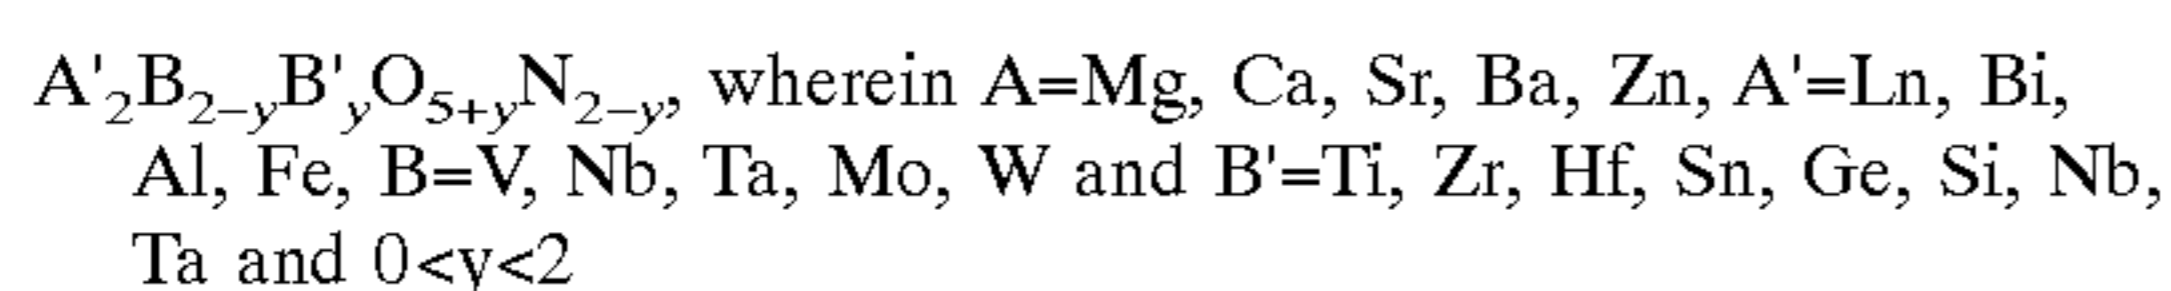 A'₂B₂₋yB'yO₅₊yN₂₋y, wherein A=Mg, Ca, Sr, Ba, Zn, A'=Ln, Bi,
Al, Fe, B=V, Nb, Ta, Mo, W and B'=Ti, Zr, Hf, Sn, Ge, Si, Nb,
Ta and 0<y<2